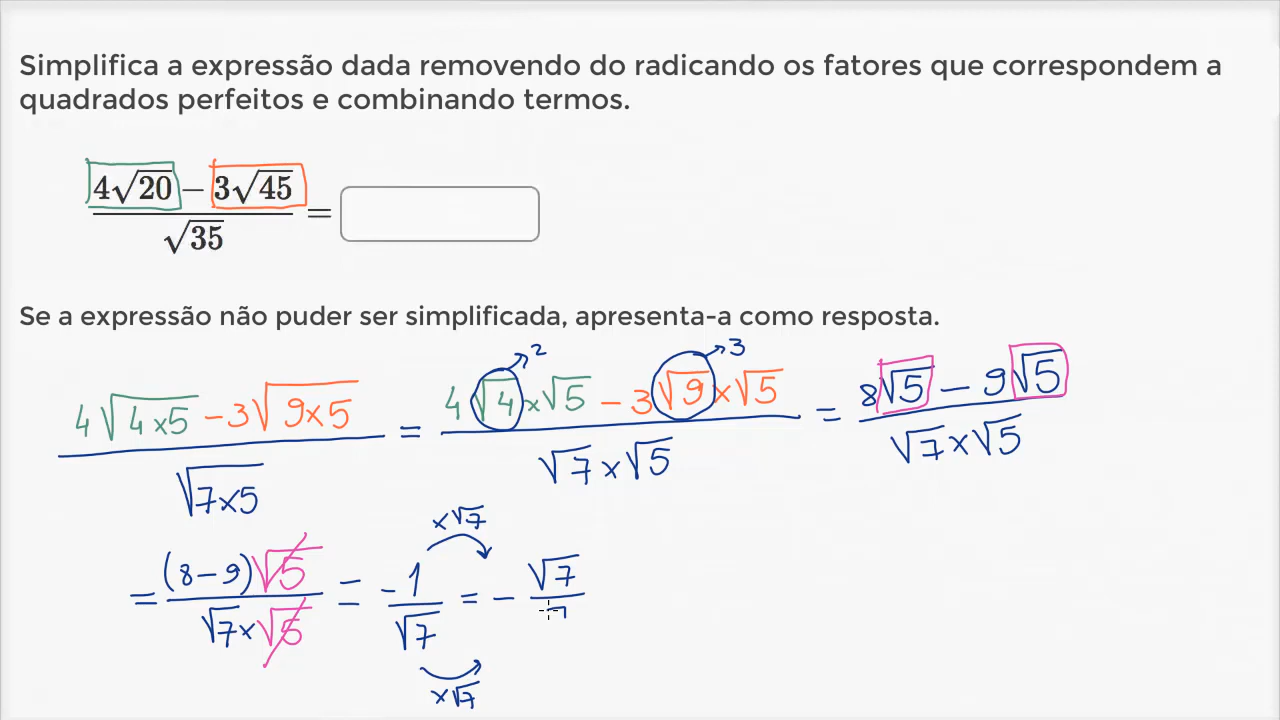 Simplifica a expressão dada removendo do radicando os fatores que correspondem a
quadrados perfeitos e combinando termos.
(4√20 − 3√45)/√35 =
Se a expressão não puder ser simplificada, apresenta-a como resposta.
→2 →3
(4√(4×5) − 3√(9×5))/√(7×5) = (4√4×√5 − 3√9×√5)/(√7×√5) = (8√5 − 9√5)/(√7×√5)
×√7
= ((8−9)√5)/(√7×√5) = −1/√7 = − √7/7
×√7